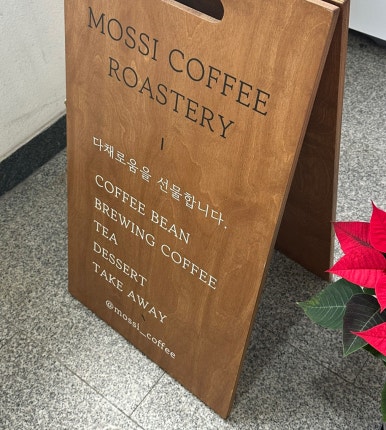 MOSSI COFFEE
ROASTERY
다채로움을 선물합니다.
COFFEE BEAN
BREWING COFFEE
TEA
DESSERT
TAKE AWAY
@mossi_coffee